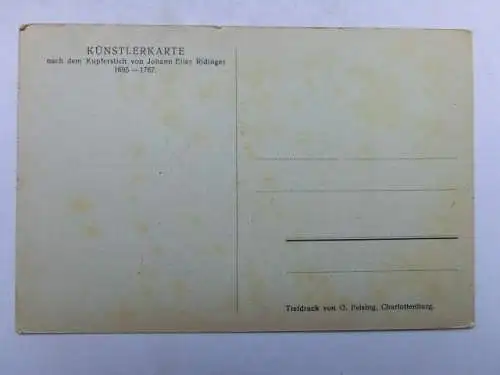 KÜNSTLERKARTE
nach dem Kupferstich von Johann Elias Ridinger
1695 — 1767.
Tiefdruck von O. Felsing, Charlottenburg.